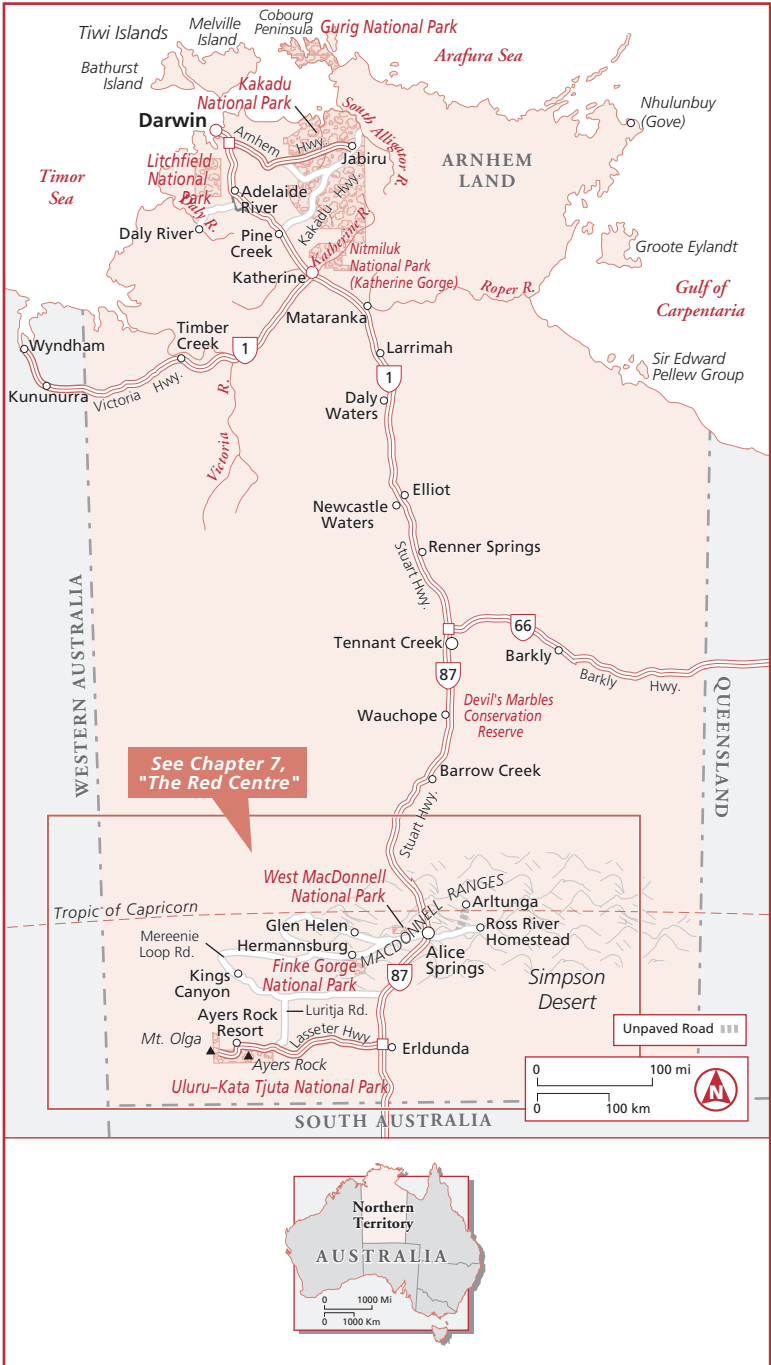 Tiwi Islands
Melville
Island
Cobourg
Peninsula
Gurig National Park
Arafura Sea
Bathurst
Island
Kakadu
National Park
Darwin
Arnhem Hwy.
South Alligator R.
Nhulunbuy
(Gove)
Jabiru
ARNHEM
LAND
Timor
Sea
Litchfield
National
Park
Adelaide
River
Daly R.
Kakadu Hwy.
Daly River
Pine
Creek
Katherine R.
Groote Eylandt
Nitmiluk
National Park
(Katherine Gorge)
Katherine
Roper R.
Gulf of
Carpentaria
Mataranka
Timber
Creek
Wyndham
1
Larrimah
Sir Edward
Pellew Group
1
Kununurra
Victoria Hwy.
Daly
Waters
Victoria R.
Elliot
Newcastle
Waters
Renner Springs
Stuart Hwy.
WESTERN AUSTRALIA
66
Tennant Creek
Barkly
Barkly Hwy.
87
QUEENSLAND
Devil's Marbles
Conservation
Reserve
Wauchope
See Chapter 7,
"The Red Centre"
Barrow Creek
Stuart Hwy.
West MacDonnell
National Park
MACDONNELL RANGES
Arltunga
Tropic of Capricorn
Glen Helen
Ross River
Homestead
Mereenie
Loop Rd.
Hermannsburg
Alice
Springs
Finke Gorge
National Park
87
Kings
Canyon
Simpson
Desert
Ayers Rock
Resort
Luritja Rd.
Mt. Olga
Lasseter Hwy.
Erldunda
Ayers Rock
Unpaved Road
Uluru–Kata Tjuta National Park
0 100 mi
0 100 km
N
SOUTH AUSTRALIA
Northern
Territory
AUSTRALIA
0 1000 Mi
0 1000 Km